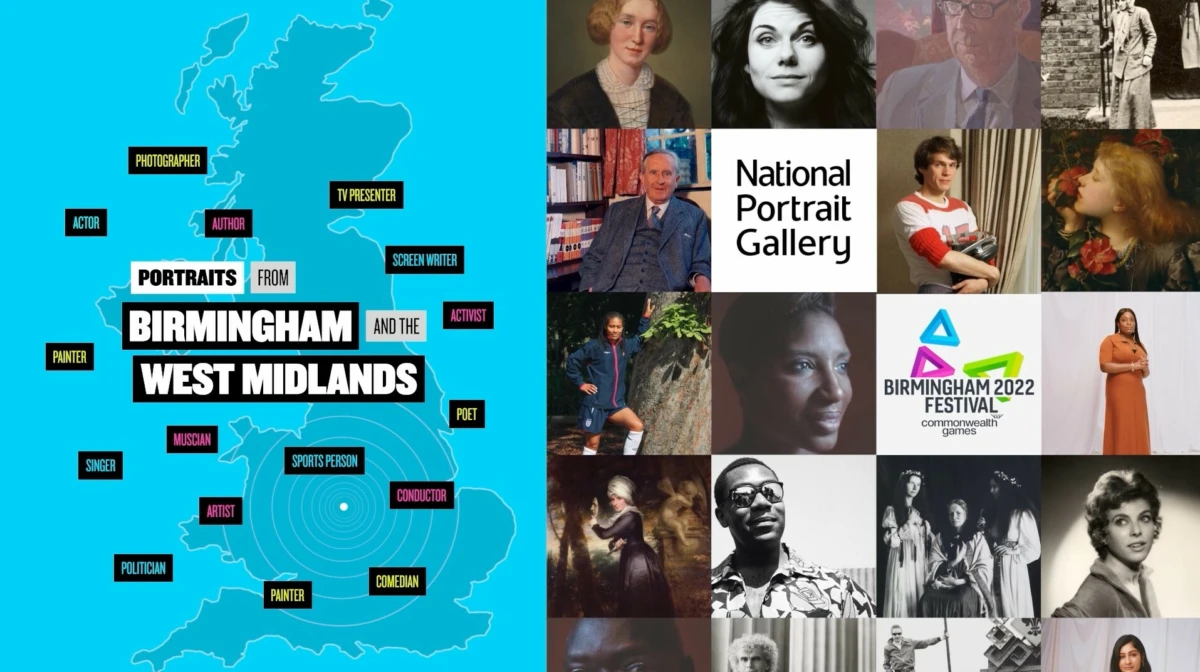 PHOTOGRAPHER
TV PRESENTER
ACTOR
AUTHOR
SCREEN WRITER
PORTRAITS FROM
BIRMINGHAM AND THE
WEST MIDLANDS
ACTIVIST
PAINTER
POET
MUSCIAN
SINGER
SPORTS PERSON
CONDUCTOR
ARTIST
POLITICIAN
COMEDIAN
PAINTER
National
Portrait
Gallery
BIRMINGHAM 2022
FESTIVAL
commonwealth
games